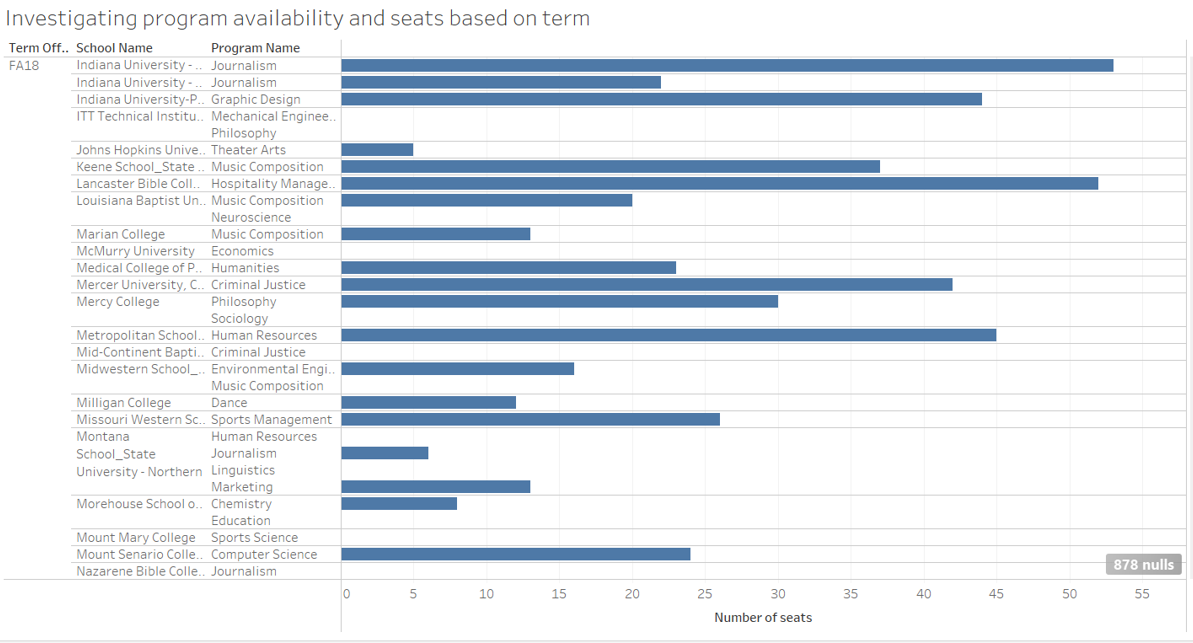 Investigating program availability and seats based on term
Term Off.. School Name Program Name
FA18 Indiana University - .. Journalism
Indiana University - .. Journalism
Indiana University-P.. Graphic Design
ITT Technical Institu.. Mechanical Enginee..
Philosophy
Johns Hopkins Unive.. Theater Arts
Keene School_State .. Music Composition
Lancaster Bible Coll.. Hospitality Manage..
Louisiana Baptist Un.. Music Composition
Neuroscience
Marian College Music Composition
McMurry University Economics
Medical College of P.. Humanities
Mercer University, C.. Criminal Justice
Mercy College Philosophy
Sociology
Metropolitan School.. Human Resources
Mid-Continent Bapti.. Criminal Justice
Midwestern School_.. Environmental Engi..
Music Composition
Milligan College Dance
Missouri Western Sc.. Sports Management
Montana Human Resources
School_State Journalism
University - Northern Linguistics
Marketing
Morehouse School o.. Chemistry
Education
Mount Mary College Sports Science
Mount Senario Colle.. Computer Science
Nazarene Bible Colle.. Journalism
878 nulls
0 5 10 15 20 25 30 35 40 45 50 55
Number of seats